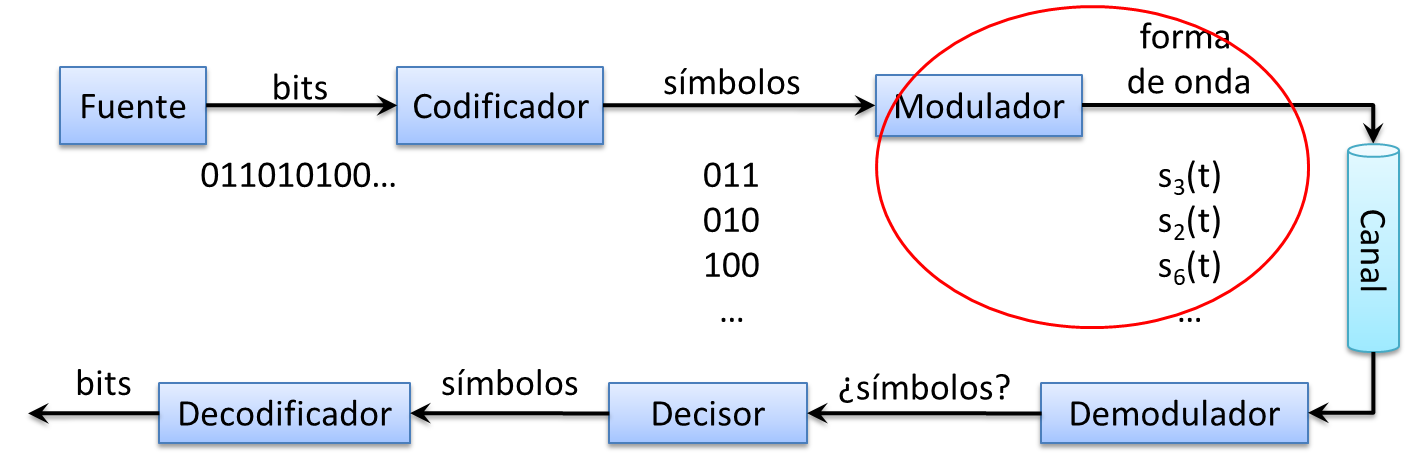 forma
de onda
bits
símbolos
Fuente
Codificador
Modulador
011010100...
011
010
100
...
s3(t)
s2(t)
s6(t)
...
Canal
bits
símbolos
¿símbolos?
Decodificador
Decisor
Demodulador